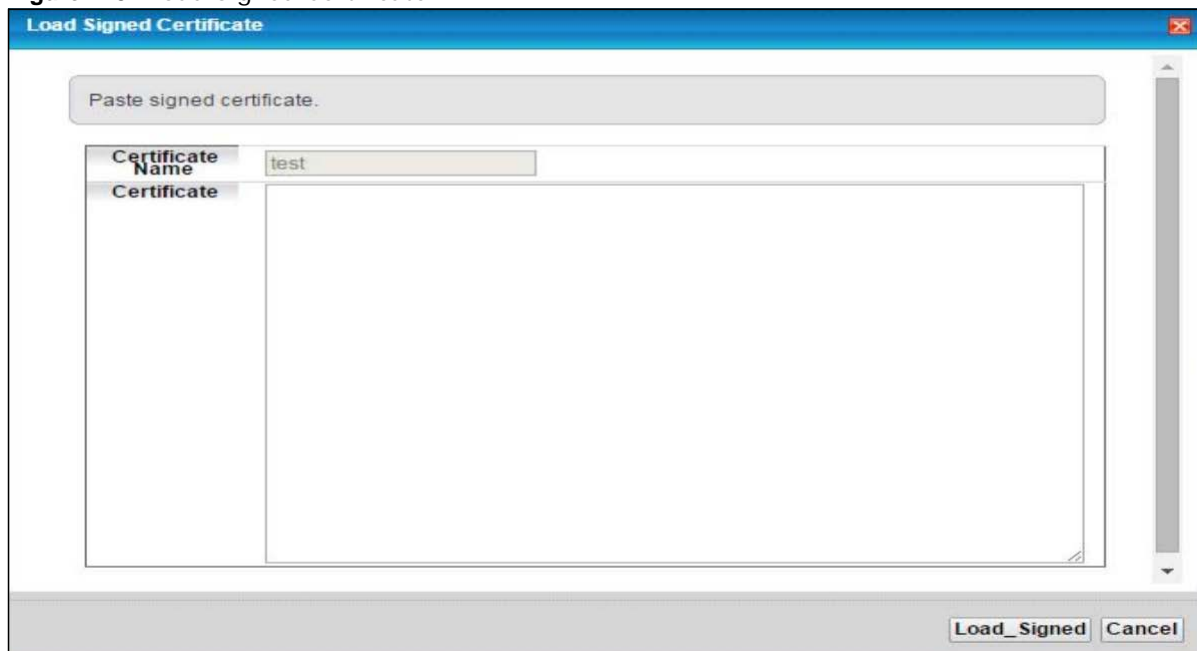 Load Signed Certificate
Paste signed certificate.
Certificate
Name
test
Certificate
Load_Signed
Cancel